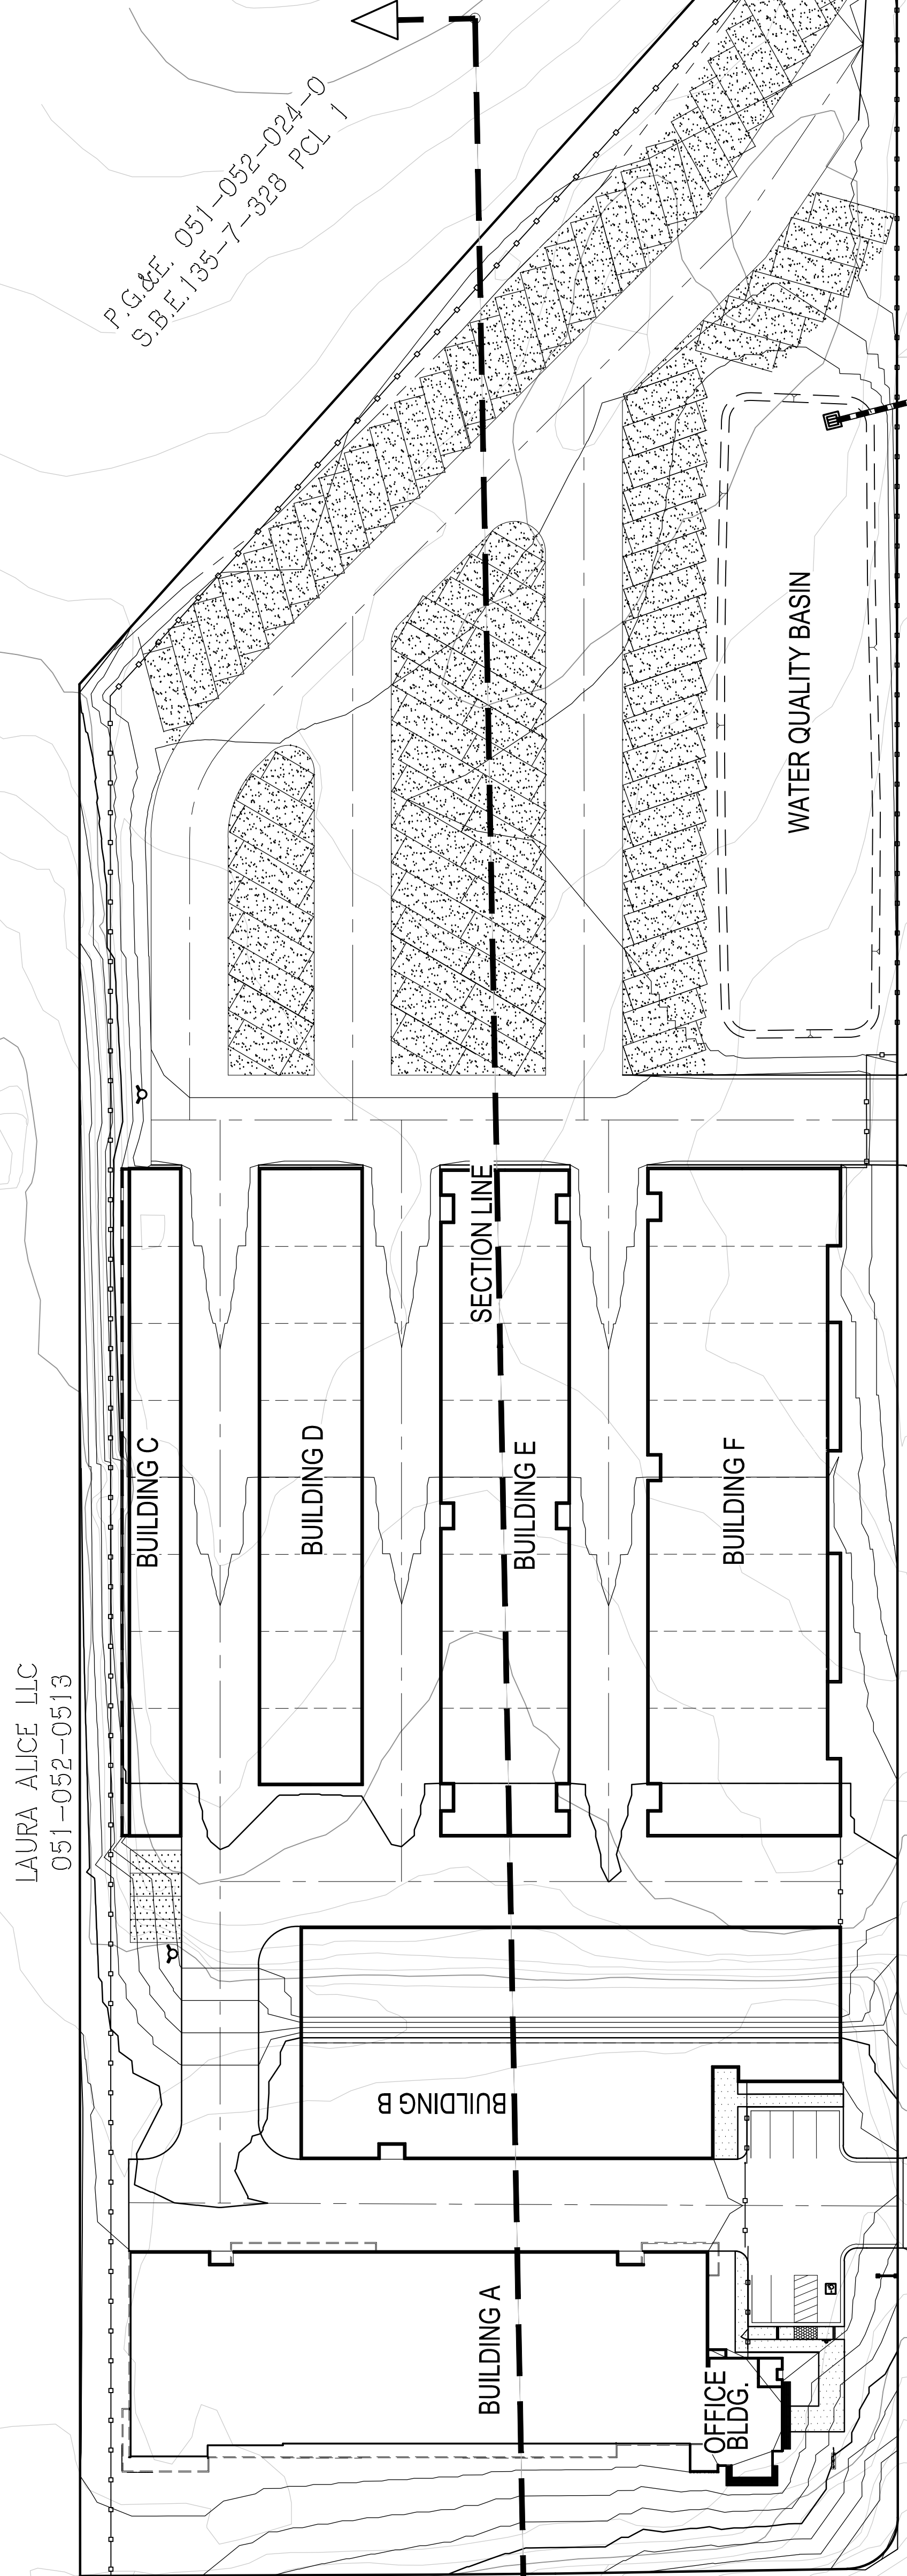 P.G.&E. 051-052-024-0
S.B.E.135-7-328 PCL 1
WATER QUALITY BASIN
SECTION LINE
BUILDING C
BUILDING D
BUILDING E
BUILDING F
LAURA ALICE LLC
051-052-0513
BUILDING B
BUILDING A
OFFICE
BLDG.